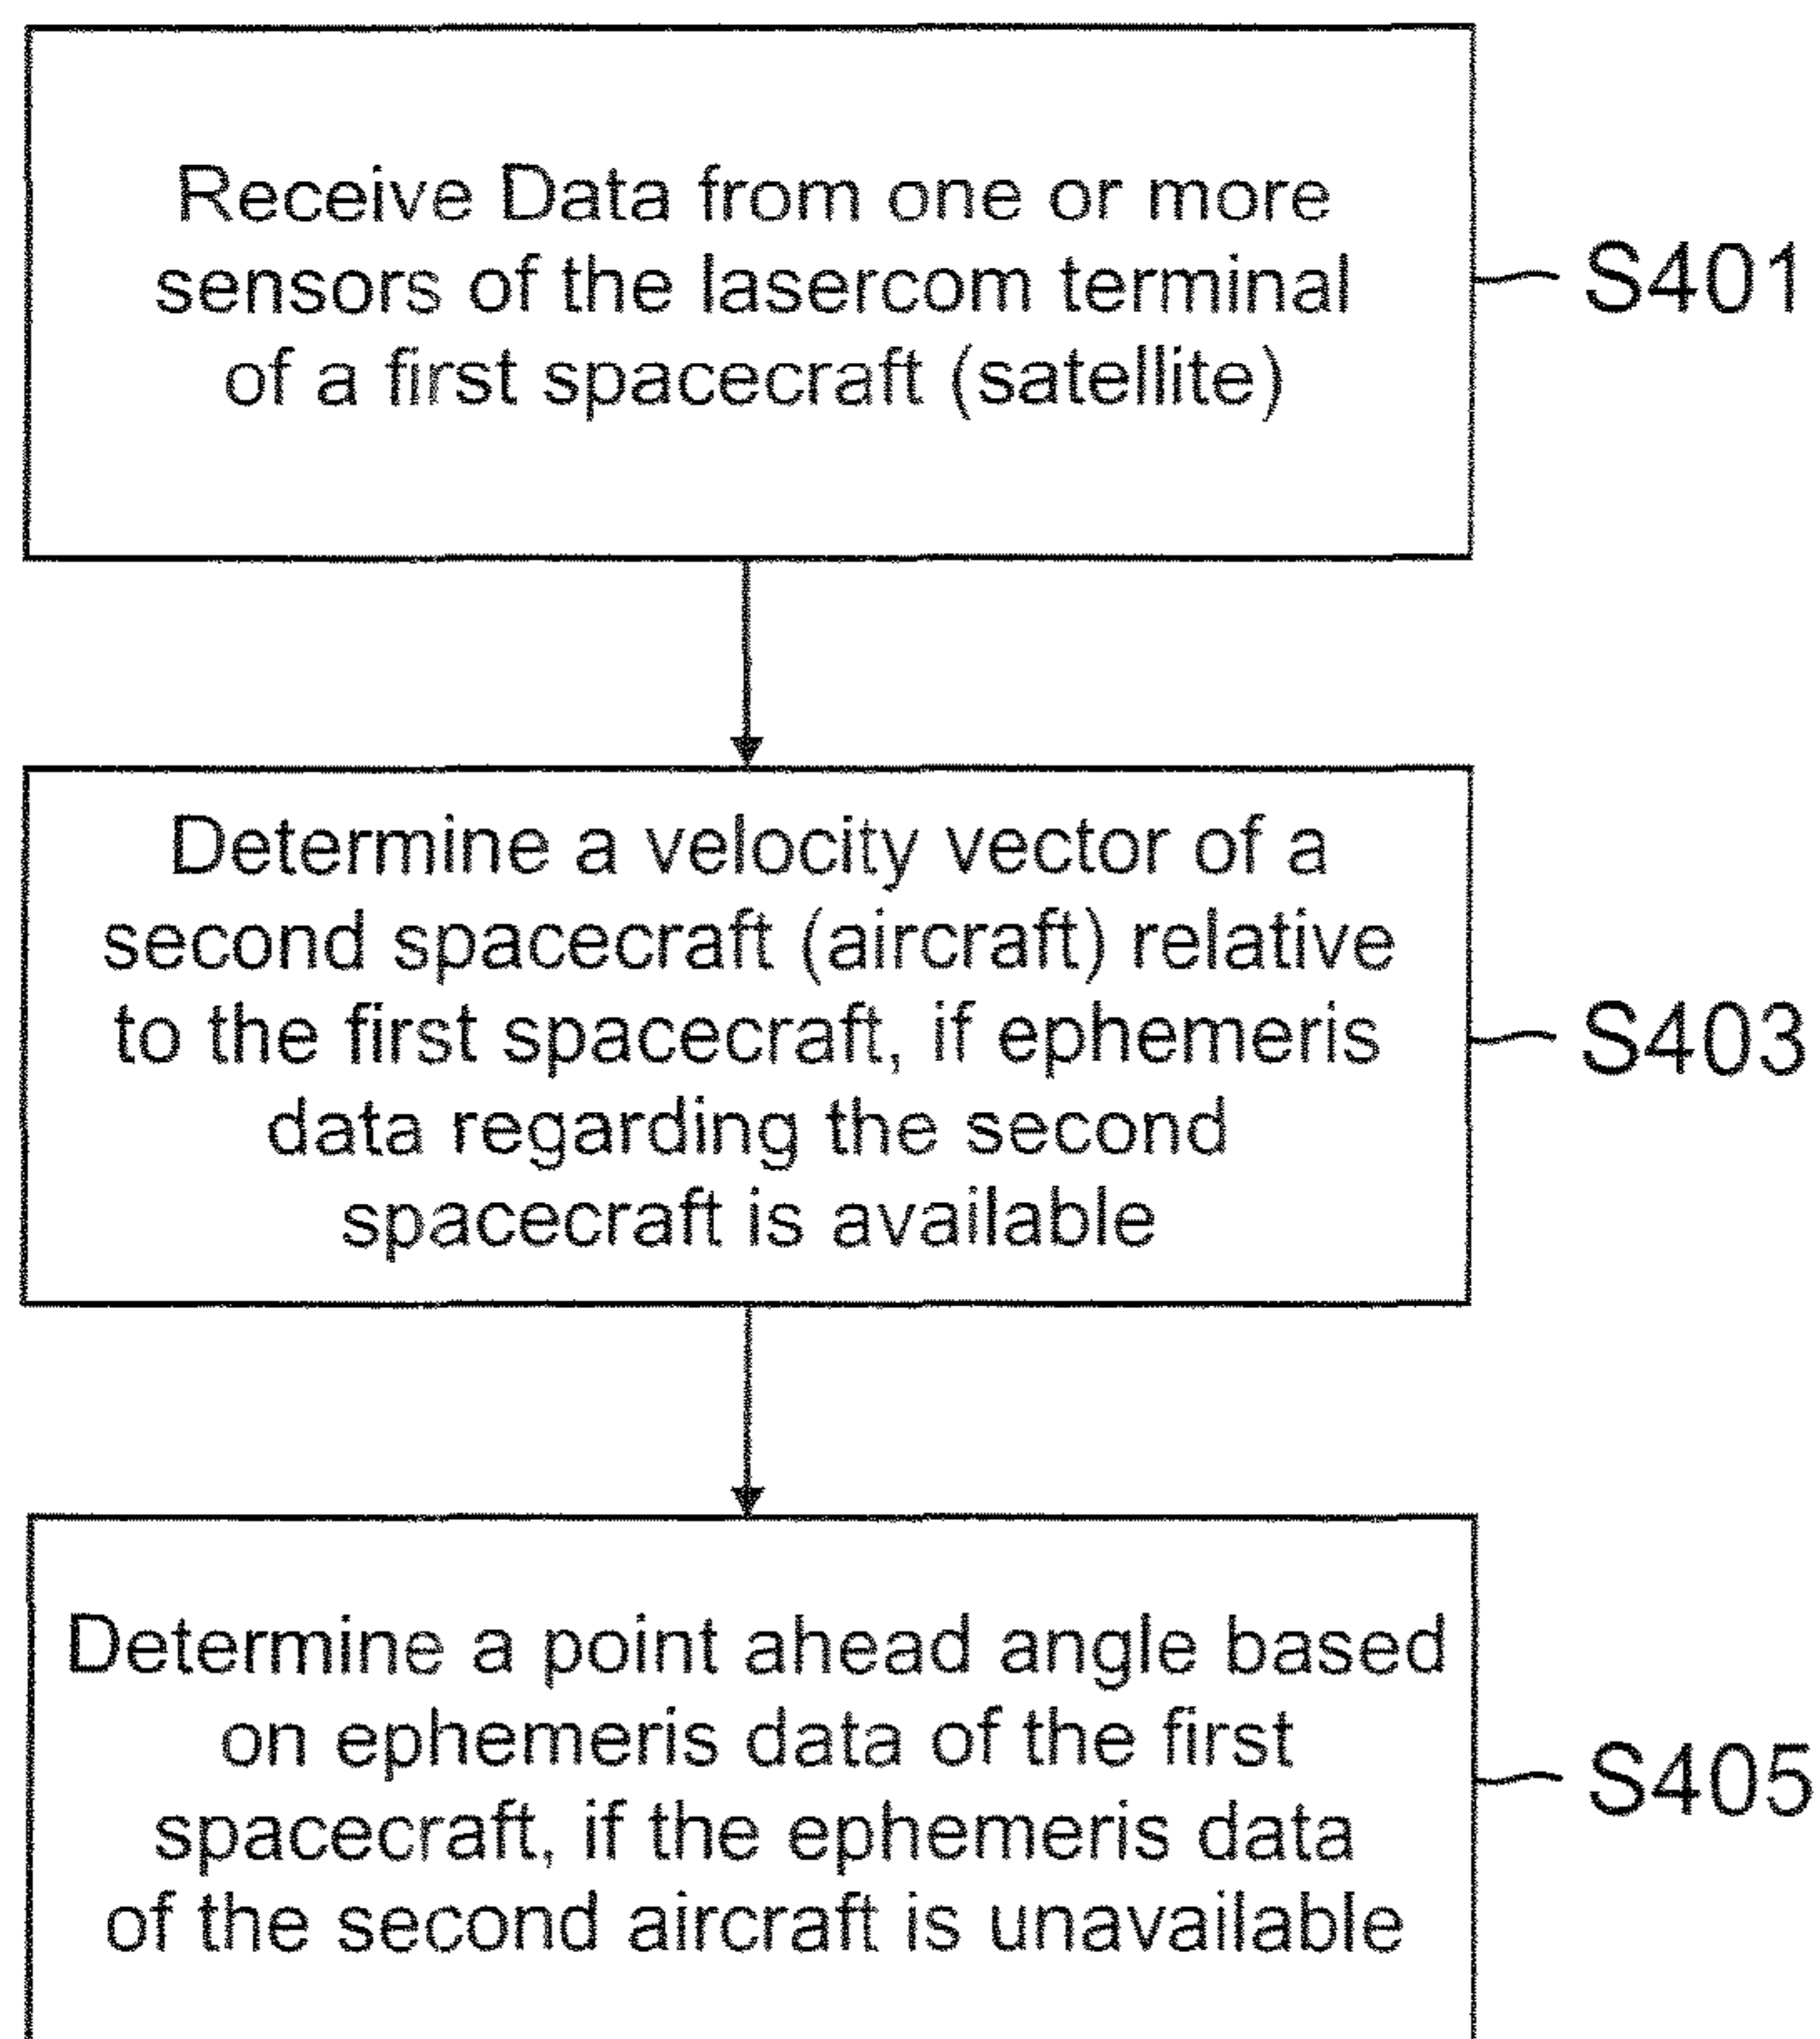 Receive Data from one or more
sensors of the lasercom terminal
of a first spacecraft (satellite)
S401
Determine a velocity vector of a
second spacecraft (aircraft) relative
to the first spacecraft, if ephemeris
data regarding the second
spacecraft is available
S403
Determine a point ahead angle based
on ephemeris data of the first
spacecraft, if the ephemeris data
of the second aircraft is unavailable
S405